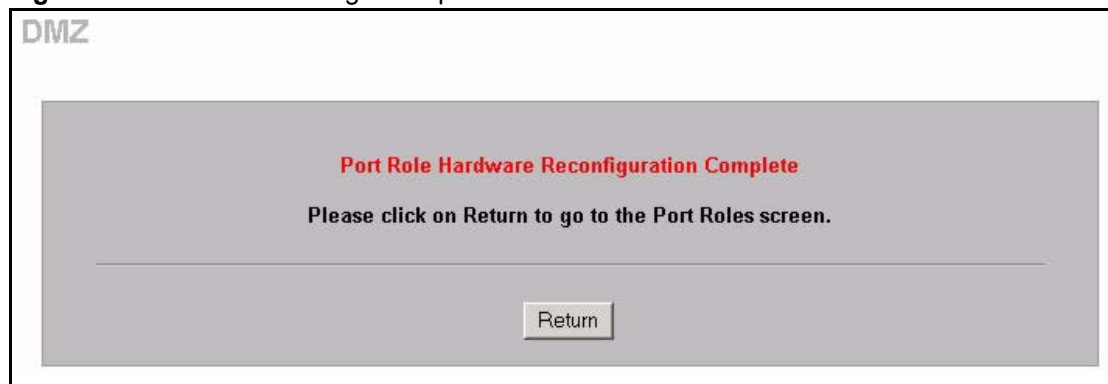 DMZ
Port Role Hardware Reconfiguration Complete
Please click on Return to go to the Port Roles screen.
Return